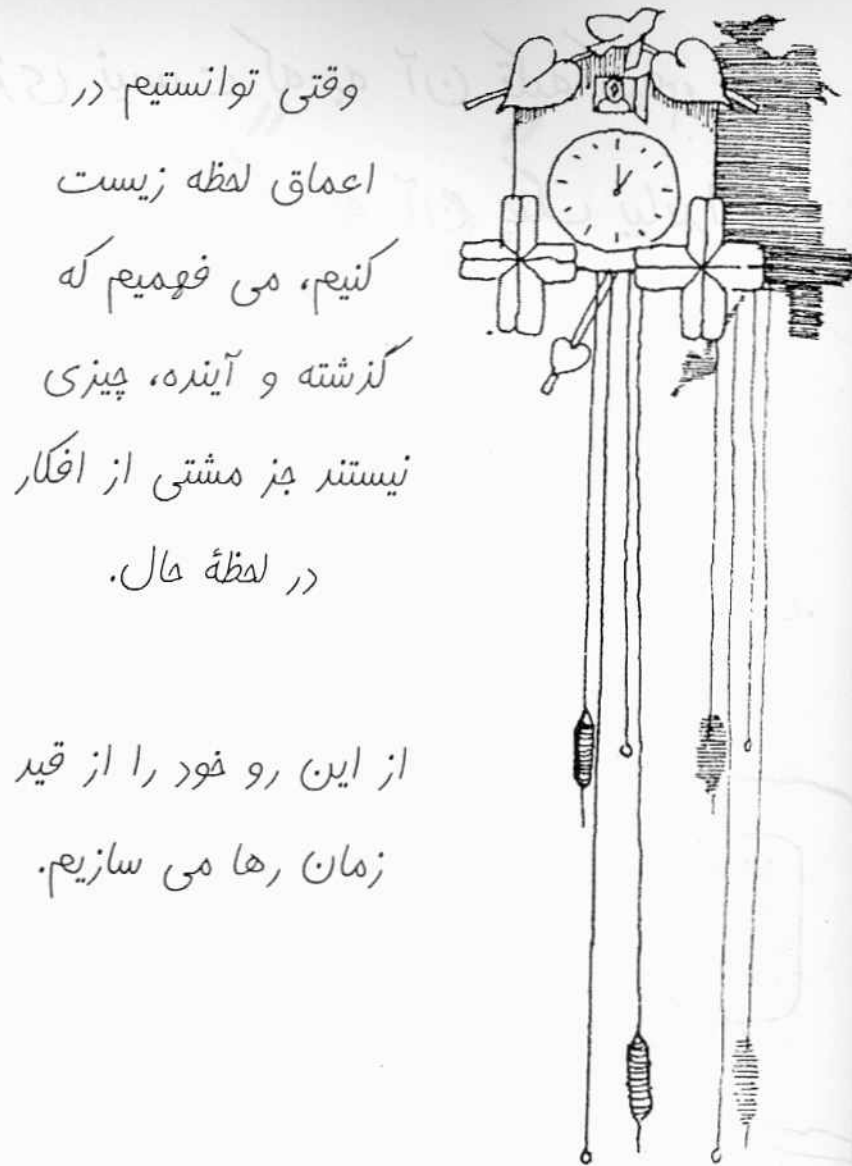 وقتی توانستیم در
اعماق لحظه زیست
کنیم، می فهمیم که
گذشته و آینده، چیزی
نیستند جز مشتی از افکار
در لحظهٔ حال.
از این رو خود را از قید
زمان رها می سازیم.